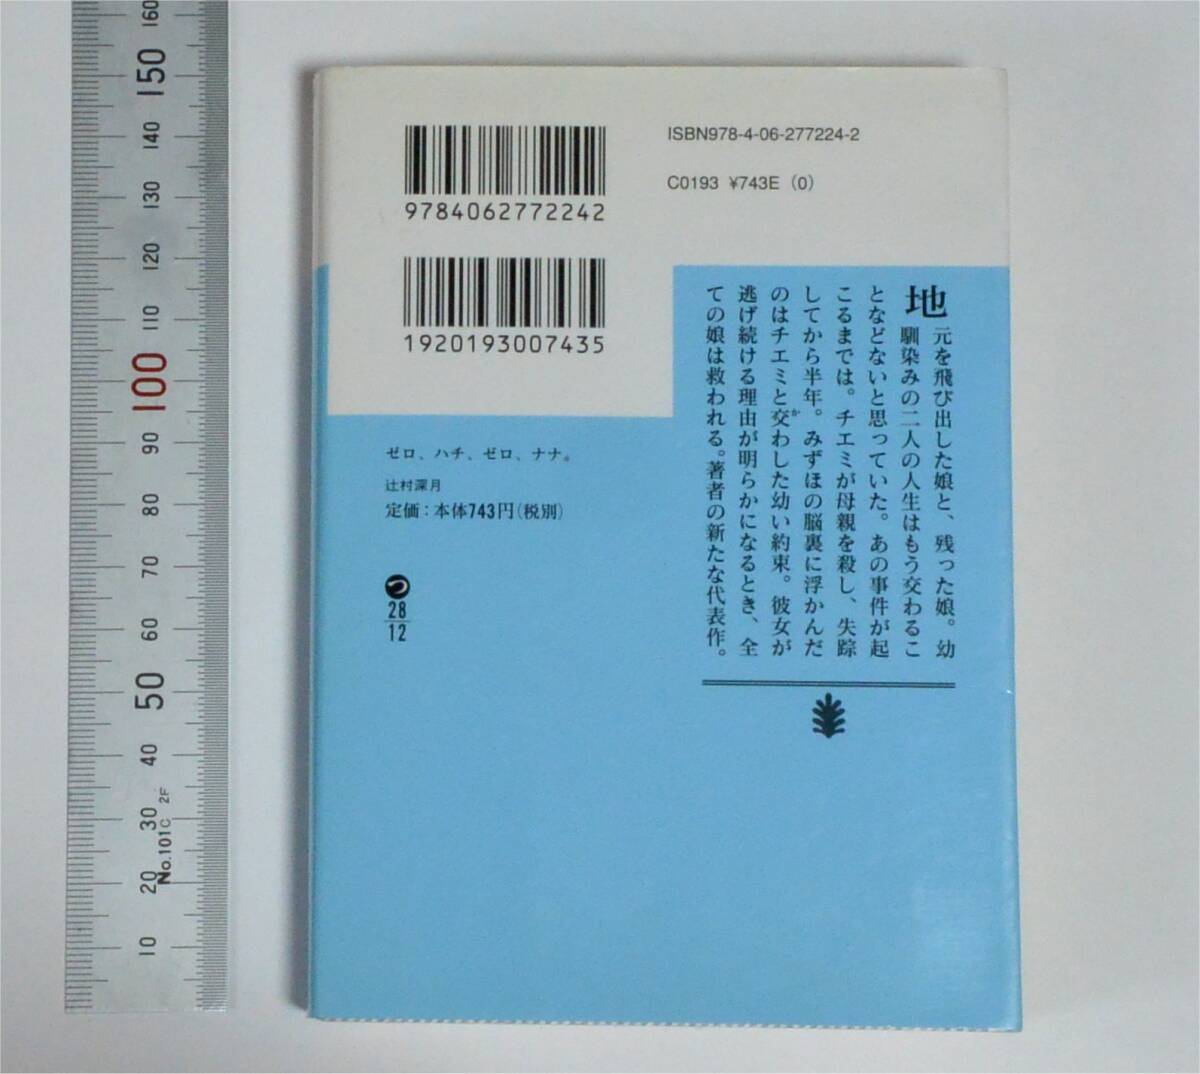 160
150
140
130
120
110
100
90
80
70
60
50
40
30
20
10
No.101C 2F
9784062772242
1920193007435
ISBN978-4-06-277224-2
C0193 ¥743E (0)
地元を飛び出した娘と、残った娘。幼
馴染みの二人の人生はもう交わるこ
となどないと思っていた。あの事件が起
こるまでは。チエミが母親を殺し、失踪
してから半年。みずほの脳裏に浮かんだ
のはチエミと交かわした幼い約束。彼女が
逃げ続ける理由が明らかになるとき、全
ての娘は救われる。著者の新たな代表作。
ゼロ、ハチ、ゼロ、ナナ。
辻村深月
定価:本体743円(税別)
つ
28
12